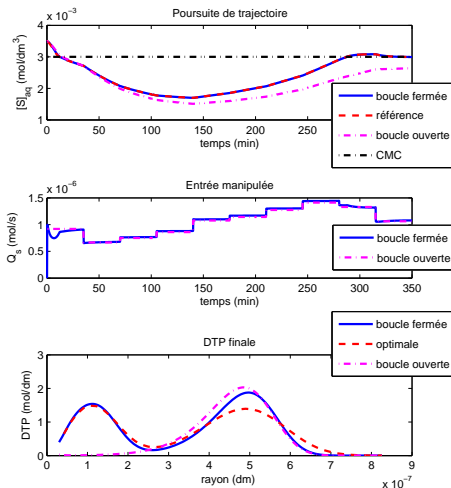 x 10⁻³
Poursuite de trajectoire
4
3
2
1
[S]aq (mol/dm³)
0 50 100 150 200 250 300 350
temps (min)
boucle fermée
référence
boucle ouverte
CMC
x 10⁻⁶
Entrée manipulée
1.5
1
0.5
0
Qs (mol/s)
0 50 100 150 200 250 300 350
temps (min)
boucle fermée
boucle ouverte
DTP finale
boucle fermée
optimale
boucle ouverte
3
2
1
0
DTP (mol/dm)
0 1 2 3 4 5 6 7 8 9
rayon (dm)
x 10⁻⁷